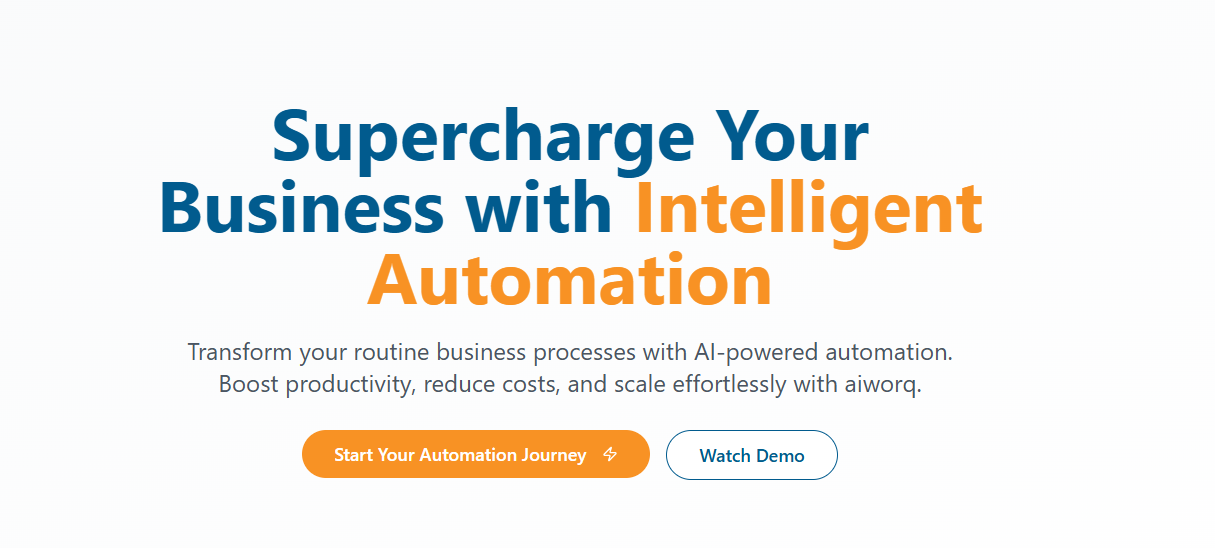 Supercharge Your
Business with Intelligent
Automation
Transform your routine business processes with AI-powered automation.
Boost productivity, reduce costs, and scale effortlessly with aiworq.
Start Your Automation Journey
Watch Demo